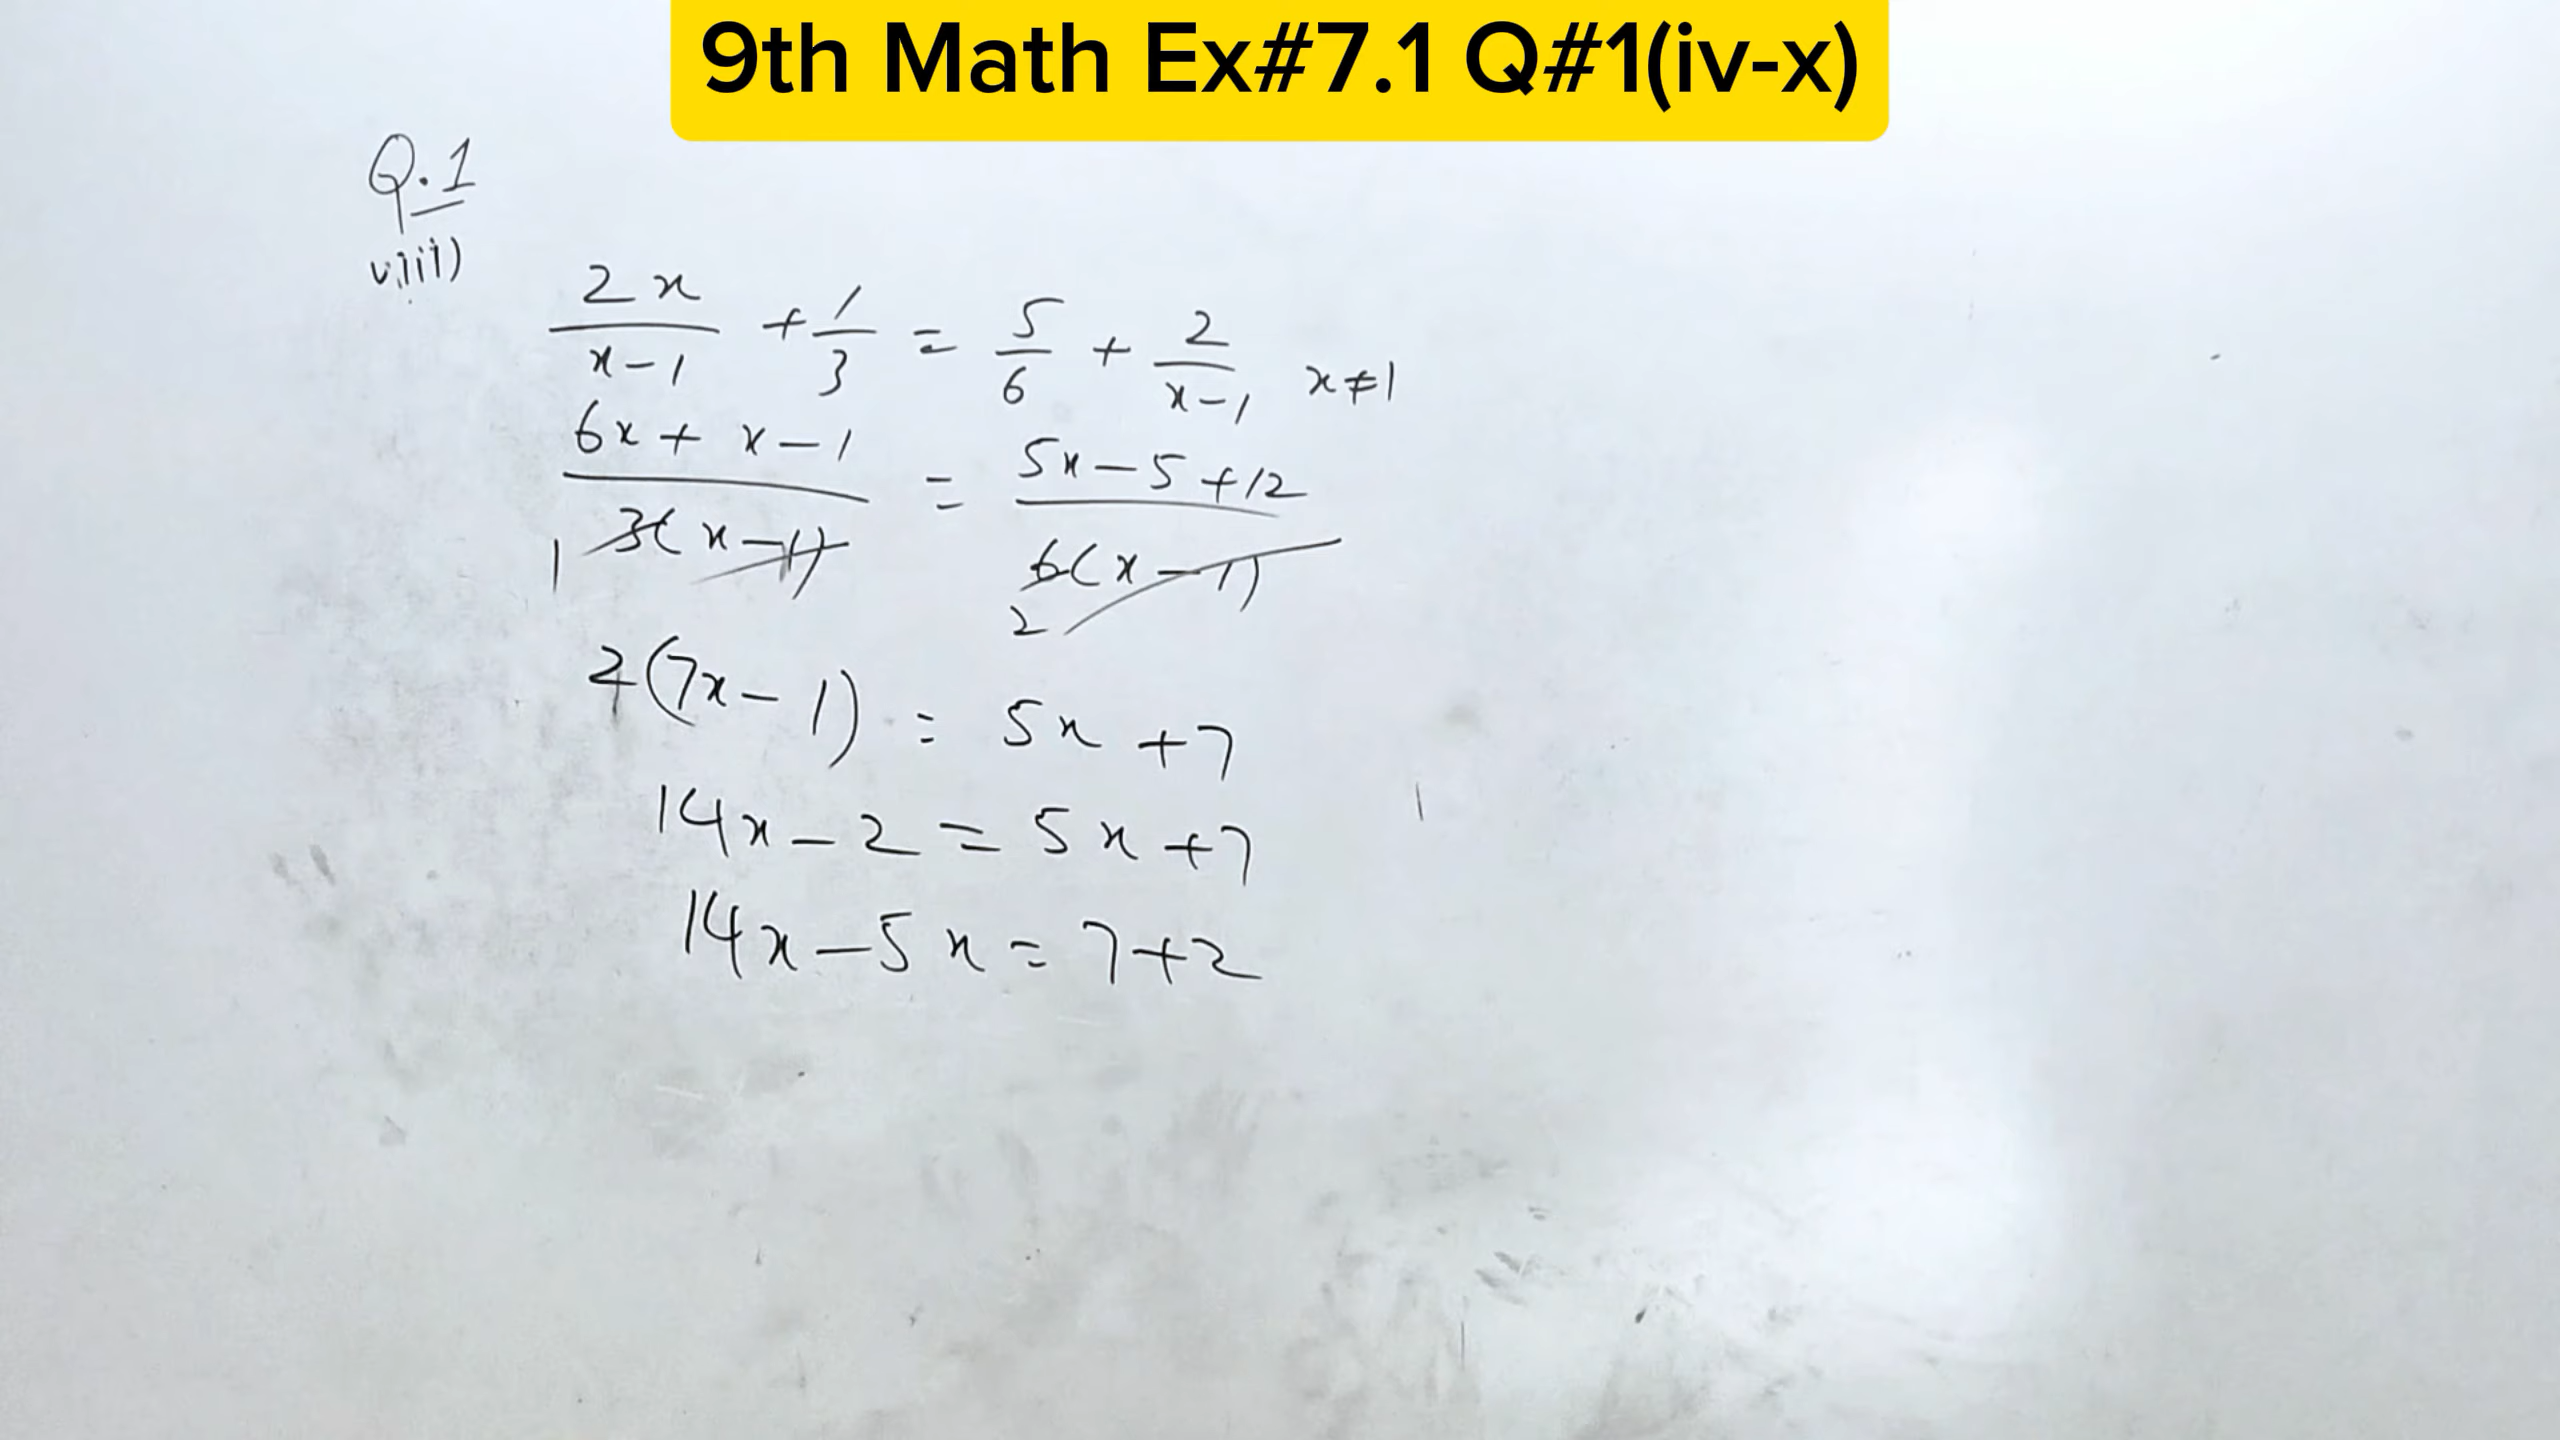 9th Math Ex#7.1 Q#1(iv-x)
Q.1
viii)
2x/x-1 + 1/3 = 5/6 + 2/x-1 x≠1
6x + x-1/3(x-1) = 5x-5+12/6(x-1)
1 2
2(7x-1) = 5x+7
14x-2 = 5x+7
14x-5x = 7+2